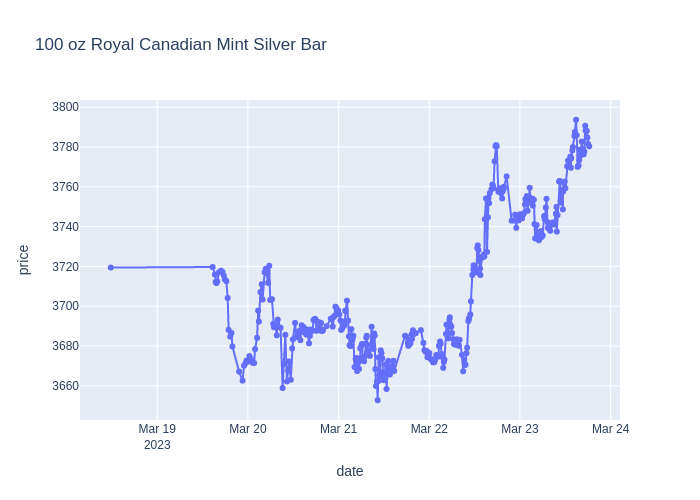 100 oz Royal Canadian Mint Silver Bar
3800
3780
3760
3740
3720
3700
3680
3660
price
Mar 19
2023
Mar 20
Mar 21
Mar 22
Mar 23
Mar 24
date